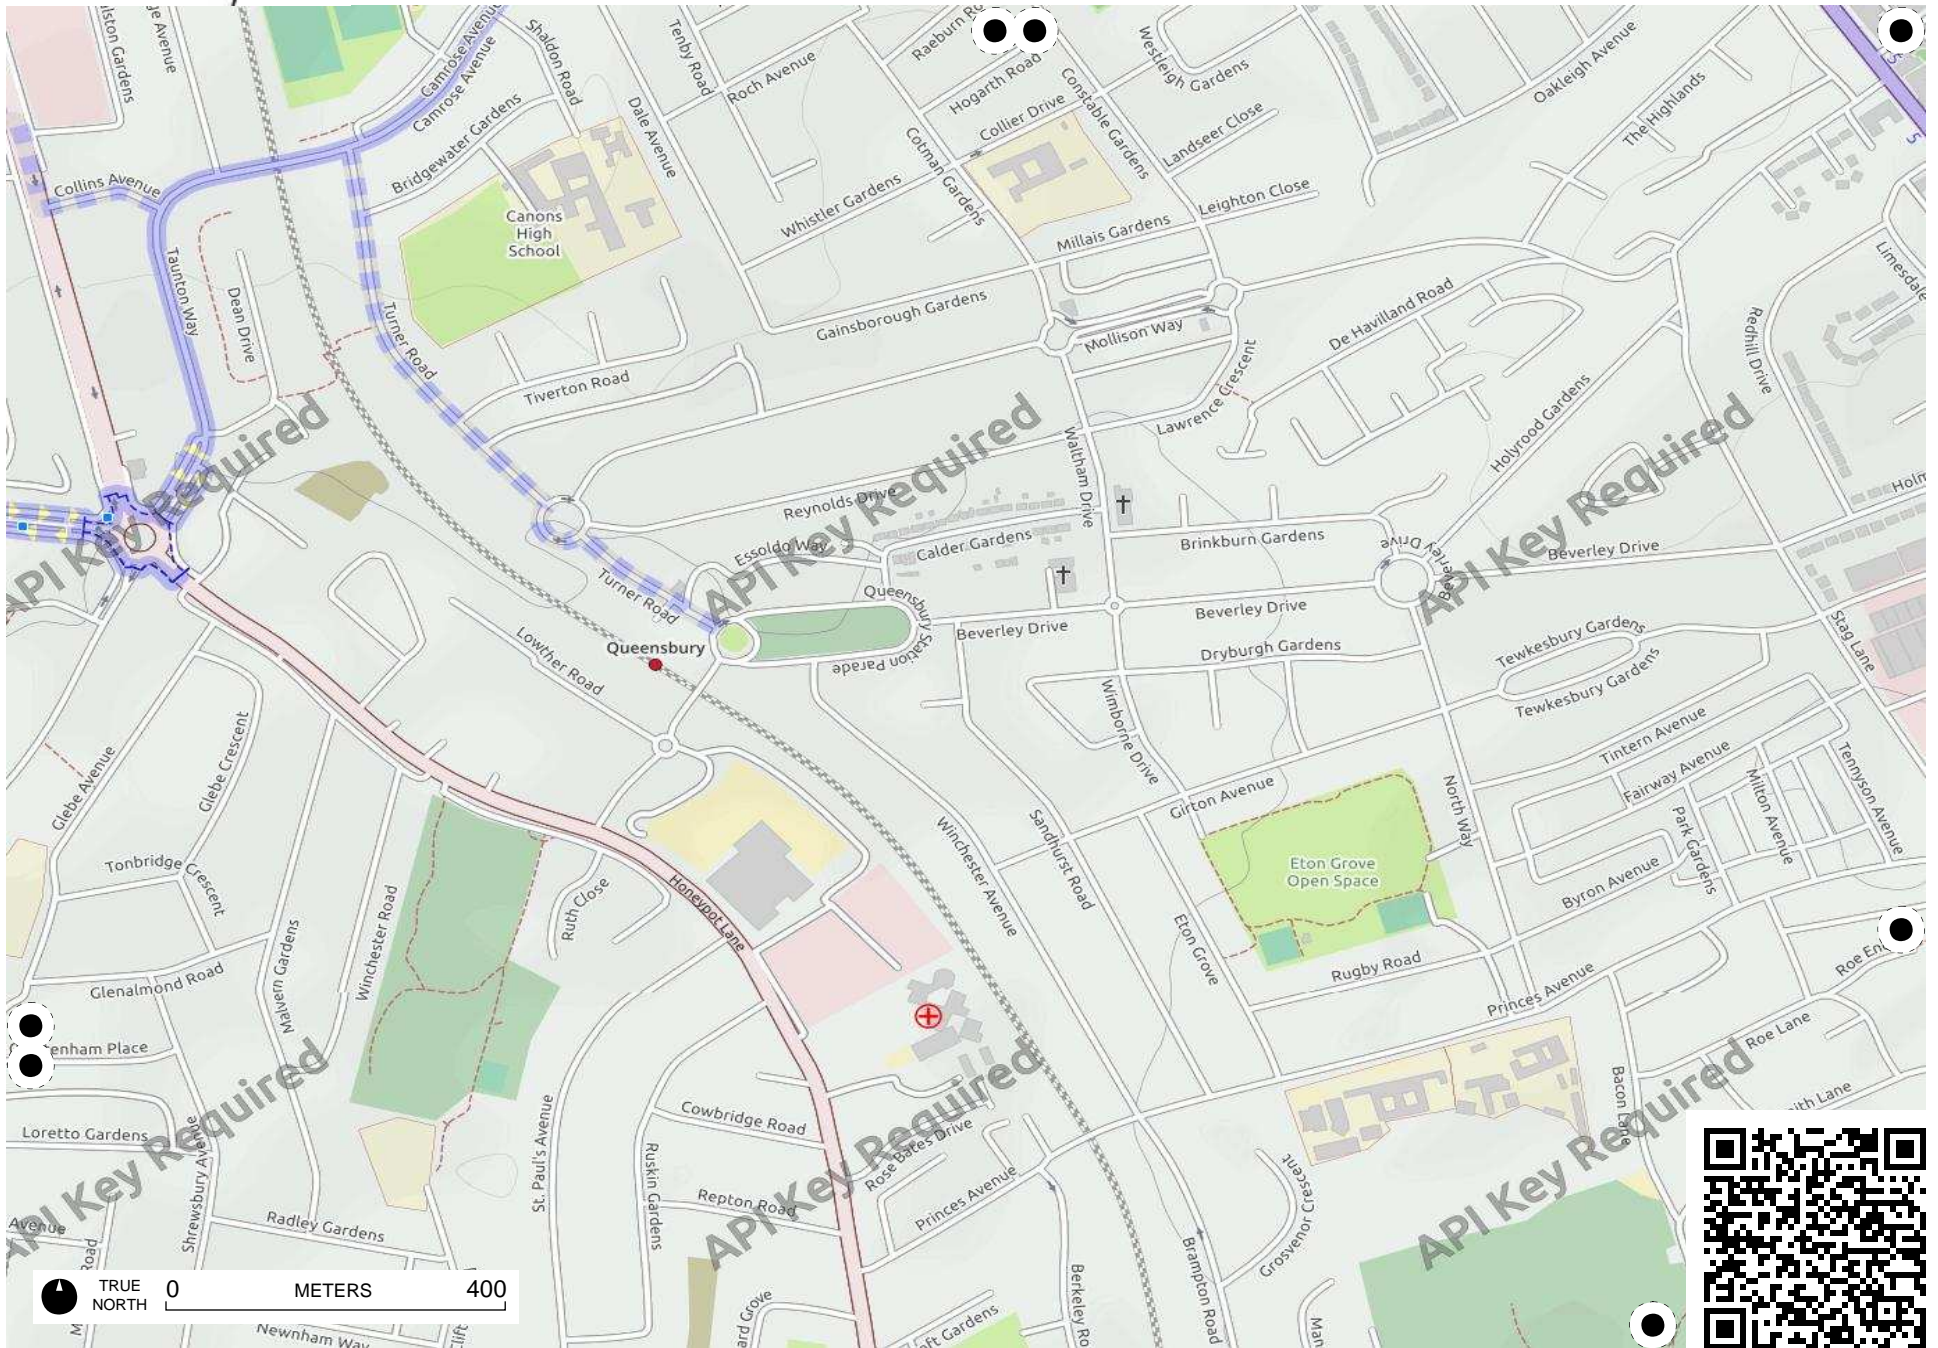 Camrose Avenue
Camrose Avenue
Shaldon Road
Tenby Road
Roch Avenue
Hogarth Road
Collier Drive
Constable Gardens
Westleigh Gardens
Landseer Close
Oakleigh Avenue
The Highlands
5
5
Dale Avenue
Bridgewater Gardens
Collins Avenue
Canons
High
School
Cotman Gardens
Whistler Gardens
Millais Gardens
Leighton Close
Taunton Way
Dean Drive
Turner Road
Gainsborough Gardens
Mollison Way
De Havilland Road
Redhill Drive
Tiverton Road
Lawrence Crescent
Holyrood Gardens
API Key Required
API Key Required
API Key Required
Waltham Drive
Reynolds Drive
Essoldo Way
Calder Gardens
Brinkburn Gardens
Beverley Drive
Beverley Drive
Beverley Drive
Turner Road
Queensbury Station Parade
Beverley Drive
Beverley Drive
Stag Lane
Queensbury
Lowther Road
Dryburgh Gardens
Tewkesbury Gardens
Tewkesbury Gardens
Wimborne Drive
Tintern Avenue
Fairway Avenue
Tennyson Avenue
Milton Avenue
Park Gardens
Glebe Avenue
Glebe Crescent
Girton Avenue
North Way
Sandhurst Road
Winchester Avenue
Eton Grove
Open Space
Byron Avenue
Tonbridge Crescent
Winchester Road
Malvern Gardens
Ruth Close
Honeypot Lane
Eton Grove
Rugby Road
Princes Avenue
Glenalmond Road
Roe Lane
Bacon Lane
Loretto Gardens
Shrewsbury Avenue
API Key Required
API Key Required
API Key Required
St. Paul's Avenue
Ruskin Gardens
Cowbridge Road
Rose Bates Drive
Repton Road
Princes Avenue
Grosvenor Crescent
Brampton Road
Radley Gardens
Avenue
Newnham Way
TRUE
NORTH
0 METERS 400